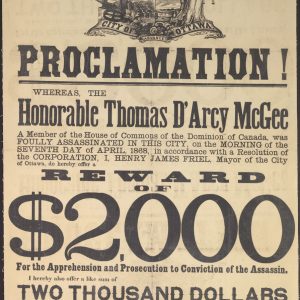 CITY OF OTTAWA
PROCLAMATION!
WHEREAS, THE
Honorable Thomas D'Arcy McGee
A Member of the House of Commons of the Dominion of Canada, was
FOULLY ASSASSINATED IN THIS CITY, on the MORNING of the
SEVENTH DAY of APRIL 1868, in accordance with a Resolution of
the CORPORATION, I, HENRY JAMES FRIEL, Mayor of the City
of Ottawa, do hereby offer a
REWARD
OF
$2,000
For the Apprehension and Prosecution to Conviction of the Assassin.
I hereby also offer a like sum of
TWO THOUSAND DOLLARS